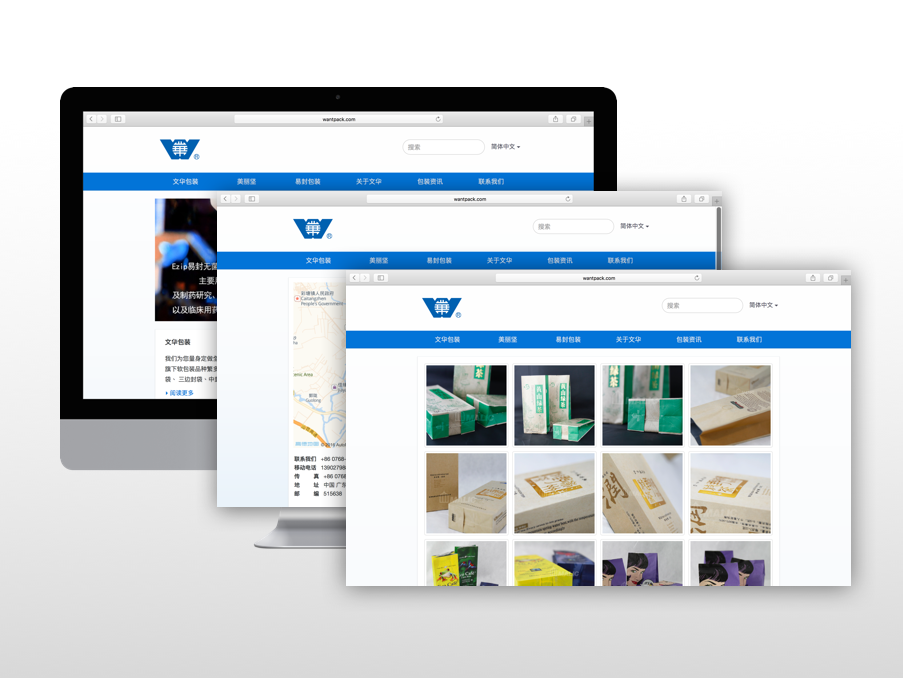 wantpack.com
華
®
搜索
简体中文
文华包装
美丽坚
易封包装
关于文华
包装资讯
联系我们
Ezip易封无菌
主要用
及制药研究、
以及临床用药
文华包装
我们为您量身定做各
旗下软包装品种繁多
袋、三边封袋、中封
阅读更多
wantpack.com
華
®
搜索
简体中文
文华包装
美丽坚
易封包装
关于文华
包装资讯
联系我们
彩塘镇人民政府
Caitangzhen
People's Government
enic Area
联系我们 +86 0768-
移动电话 13902798
传 真 +86 0768
地 址 中国 广东
邮 编 515638
wantpack.com
華
®
搜索
简体中文
文华包装
美丽坚
易封包装
关于文华
包装资讯
联系我们
绿茶